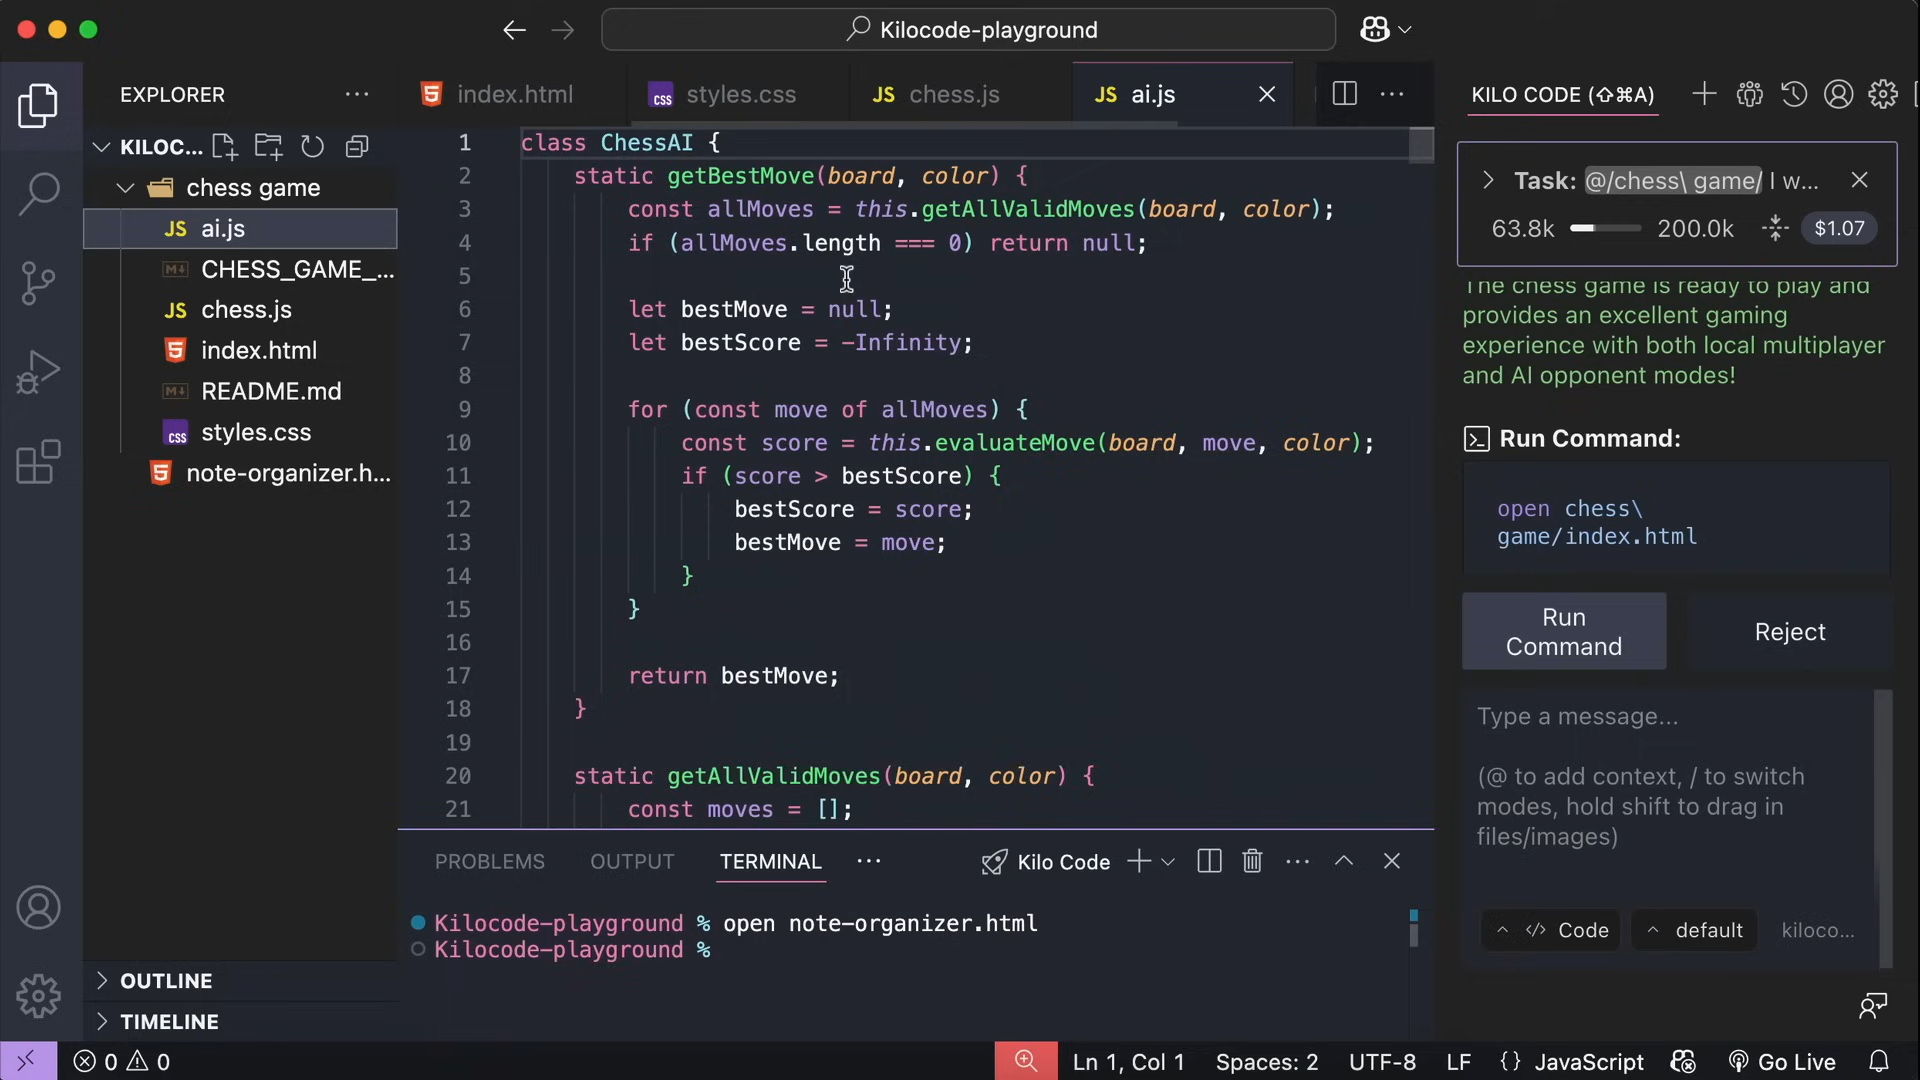 Kilocode-playground
EXPLORER
index.html
styles.css
JS chess.js
JS ai.js
KILO CODE (⇧⌘A)
KILOC...
chess game
JS ai.js
CHESS_GAME_...
JS chess.js
index.html
README.md
css styles.css
note-organizer.h...
OUTLINE
TIMELINE
1 class ChessAI {
2 static getBestMove(board, color) {
3 const allMoves = this.getAllValidMoves(board, color);
4 if (allMoves.length === 0) return null;
5
6 let bestMove = null;
7 let bestScore = -Infinity;
8
9 for (const move of allMoves) {
10 const score = this.evaluateMove(board, move, color);
11 if (score > bestScore) {
12 bestScore = score;
13 bestMove = move;
14 }
15 }
16
17 return bestMove;
18 }
19
20 static getAllValidMoves(board, color) {
21 const moves = [];
PROBLEMS OUTPUT TERMINAL ... Kilo Code
Kilocode-playground % open note-organizer.html
Kilocode-playground %
Task: @/chess\ game/ I w...
63.8k 200.0k $1.07
The chess game is ready to play and
provides an excellent gaming
experience with both local multiplayer
and AI opponent modes!
Run Command:
open chess\
game/index.html
Run
Command
Reject
Type a message...
(@ to add context, / to switch
modes, hold shift to drag in
files/images)
Code default kiloco...
0 0 Ln 1, Col 1 Spaces: 2 UTF-8 LF {} JavaScript Go Live